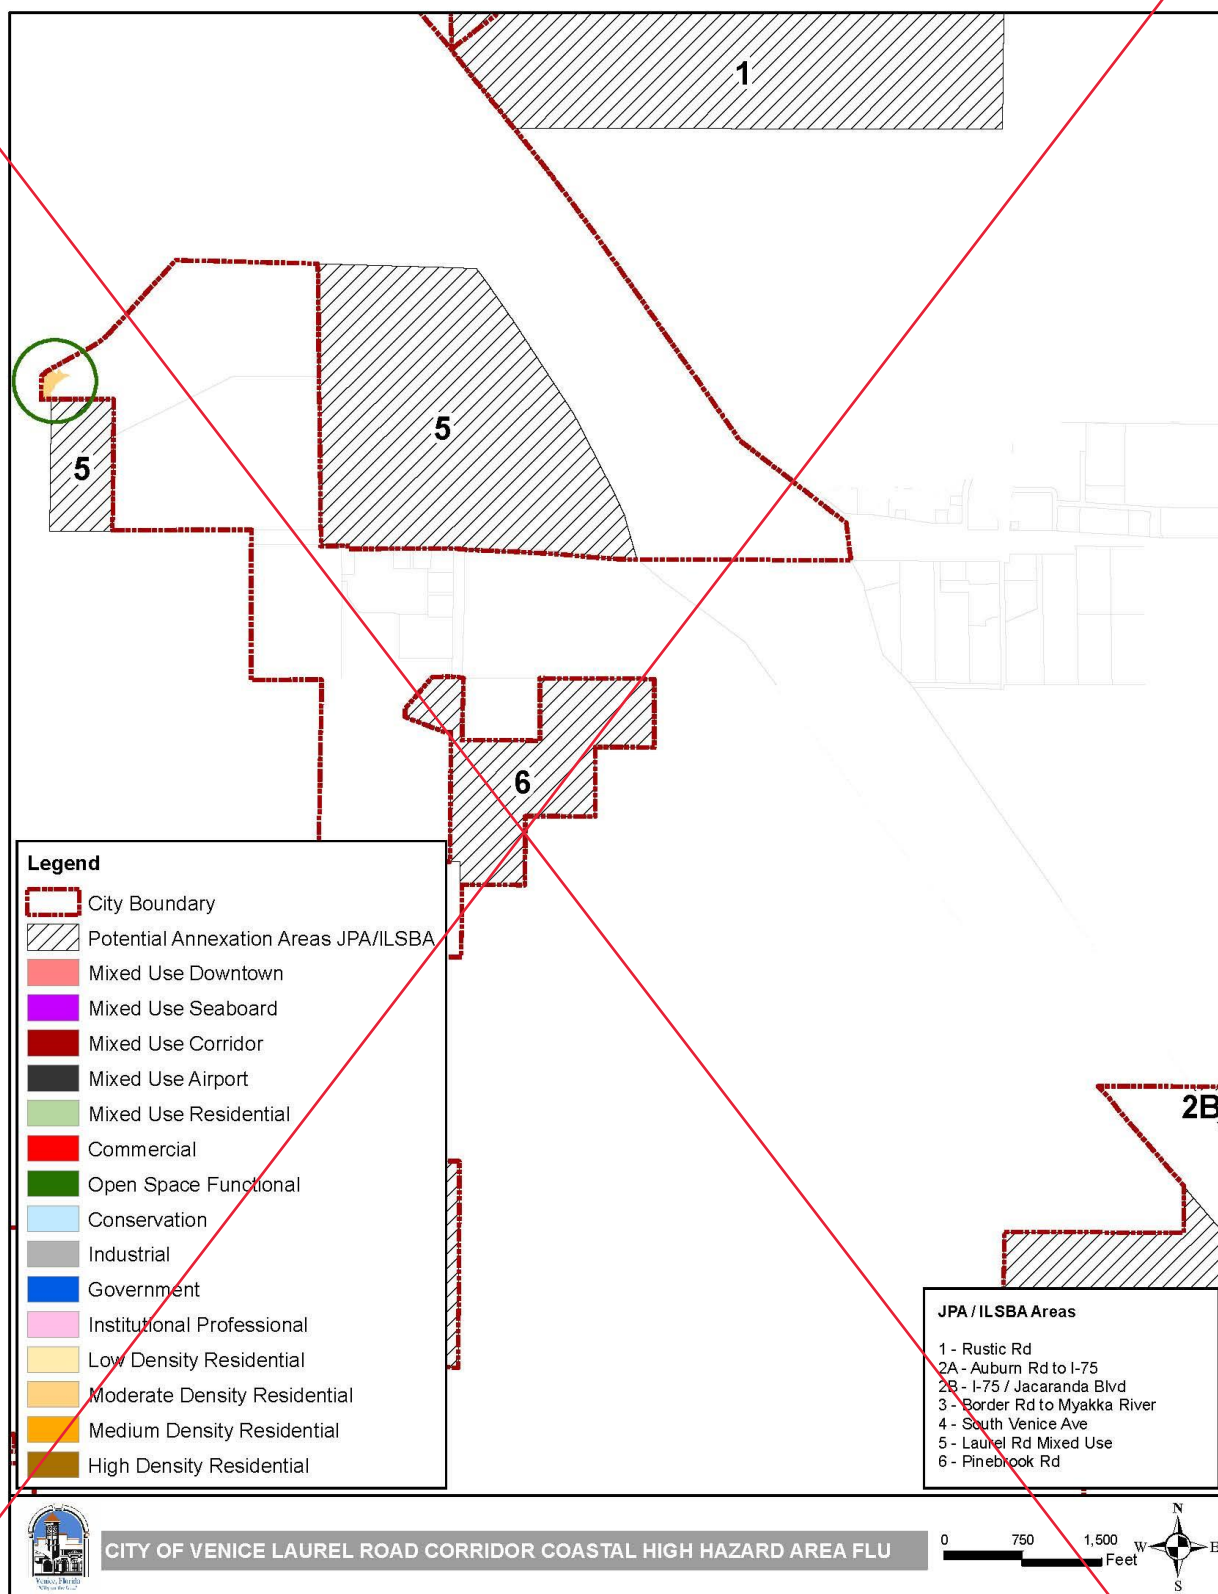 1
5
5
6
2B
Legend
City Boundary
Potential Annexation Areas JPA/ILSBA
Mixed Use Downtown
Mixed Use Seaboard
Mixed Use Corridor
Mixed Use Airport
Mixed Use Residential
Commercial
Open Space Functional
Conservation
Industrial
Government
Institutional Professional
Low Density Residential
Moderate Density Residential
Medium Density Residential
High Density Residential
JPA / ILSBA Areas
1 - Rustic Rd
2A - Auburn Rd to I-75
2B - I-75 / Jacaranda Blvd
3 - Border Rd to Myakka River
4 - South Venice Ave
5 - Laurel Rd Mixed Use
6 - Pinebrook Rd
Venice, Florida
CITY OF VENICE LAUREL ROAD CORRIDOR COASTAL HIGH HAZARD AREA FLU
0 750 1,500
Feet
N
W E
S